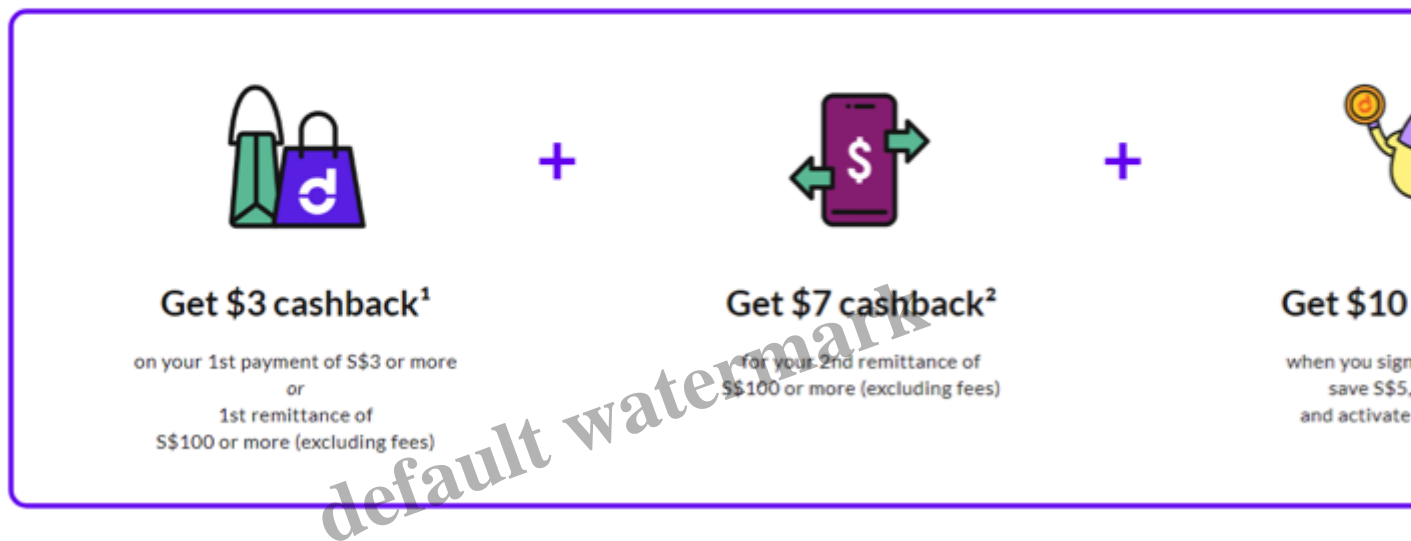 Get $3 cashback¹
on your 1st payment of S$3 or more
or
1st remittance of
S$100 or more (excluding fees)
Get $7 cashback²
for your 2nd remittance of
S$100 or more (excluding fees)
Get $10
when you sign
save S$5,
and activate
default watermark